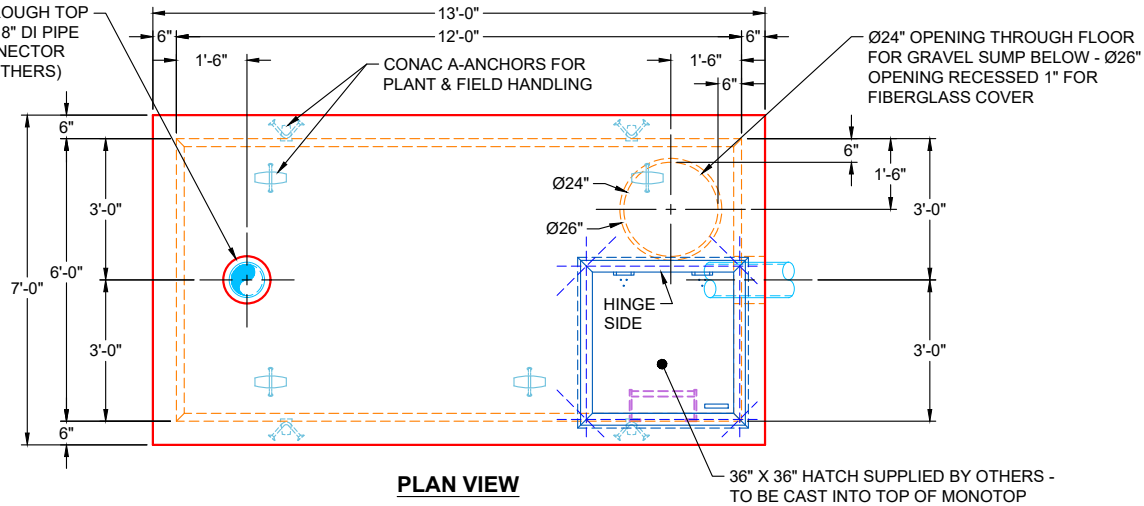 OUGH TOP
8" DI PIPE
NECTOR
THERS)
13'-0"
6"
12'-0"
6"
1'-6"
1'-6"
6"
CONAC A-ANCHORS FOR
PLANT & FIELD HANDLING
Ø24" OPENING THROUGH FLOOR
FOR GRAVEL SUMP BELOW - Ø26"
OPENING RECESSED 1" FOR
FIBERGLASS COVER
6"
6"
1'-6"
3'-0"
3'-0"
Ø24"
Ø26"
6'-0"
7'-0"
HINGE
SIDE
3'-0"
3'-0"
6"
PLAN VIEW
36" X 36" HATCH SUPPLIED BY OTHERS -
TO BE CAST INTO TOP OF MONOTOP